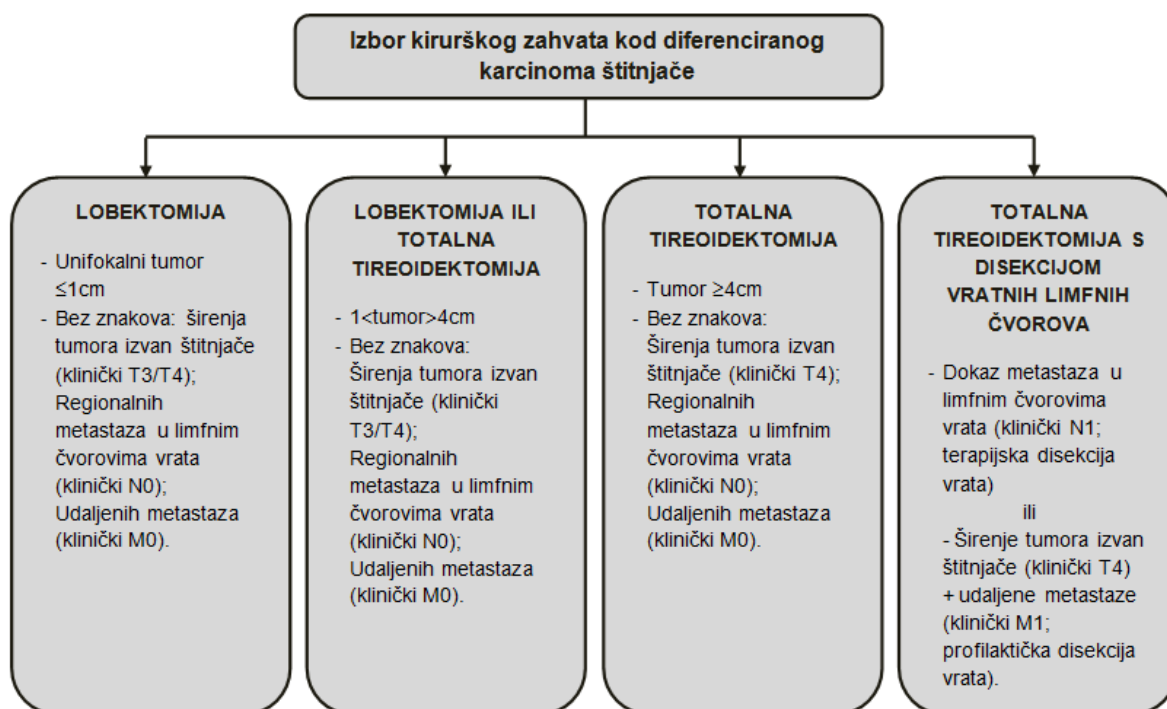 Izbor kirurškog zahvata kod diferenciranog
karcinoma štitnjače
LOBEKTOMIJA
- Unifokalni tumor
≤1cm
- Bez znakova: širenja
tumora izvan štitnjače
(klinički T3/T4);
Regionalnih
metastaza u limfnim
čvorovima vrata
(klinički N0);
Udaljenih metastaza
(klinički M0).
LOBEKTOMIJA ILI
TOTALNA
TIREOIDEKTOMIJA
- 1<tumor>4cm
- Bez znakova:
Širenja tumora izvan
štitnjače (klinički
T3/T4);
Regionalnih
metastaza u limfnim
čvorovima vrata
(klinički N0);
Udaljenih metastaza
(klinički M0).
TOTALNA
TIREOIDEKTOMIJA
- Tumor ≥4cm
- Bez znakova:
Širenja tumora izvan
štitnjače (klinički T4);
Regionalnih
metastaza u limfnim
čvorovima vrata
(klinički N0);
Udaljenih metastaza
(klinički M0).
TOTALNA
TIREOIDEKTOMIJA S
DISEKCIJOM
VRATNIH LIMFNIH
ČVOROVA
- Dokaz metastaza u
limfnim čvorovima
vrata (klinički N1;
terapijska disekcija
vrata)
ili
- Širenje tumora izvan
štitnjače (klinički T4)
+ udaljene metastaze
(klinički M1;
profilaktička disekcija
vrata).